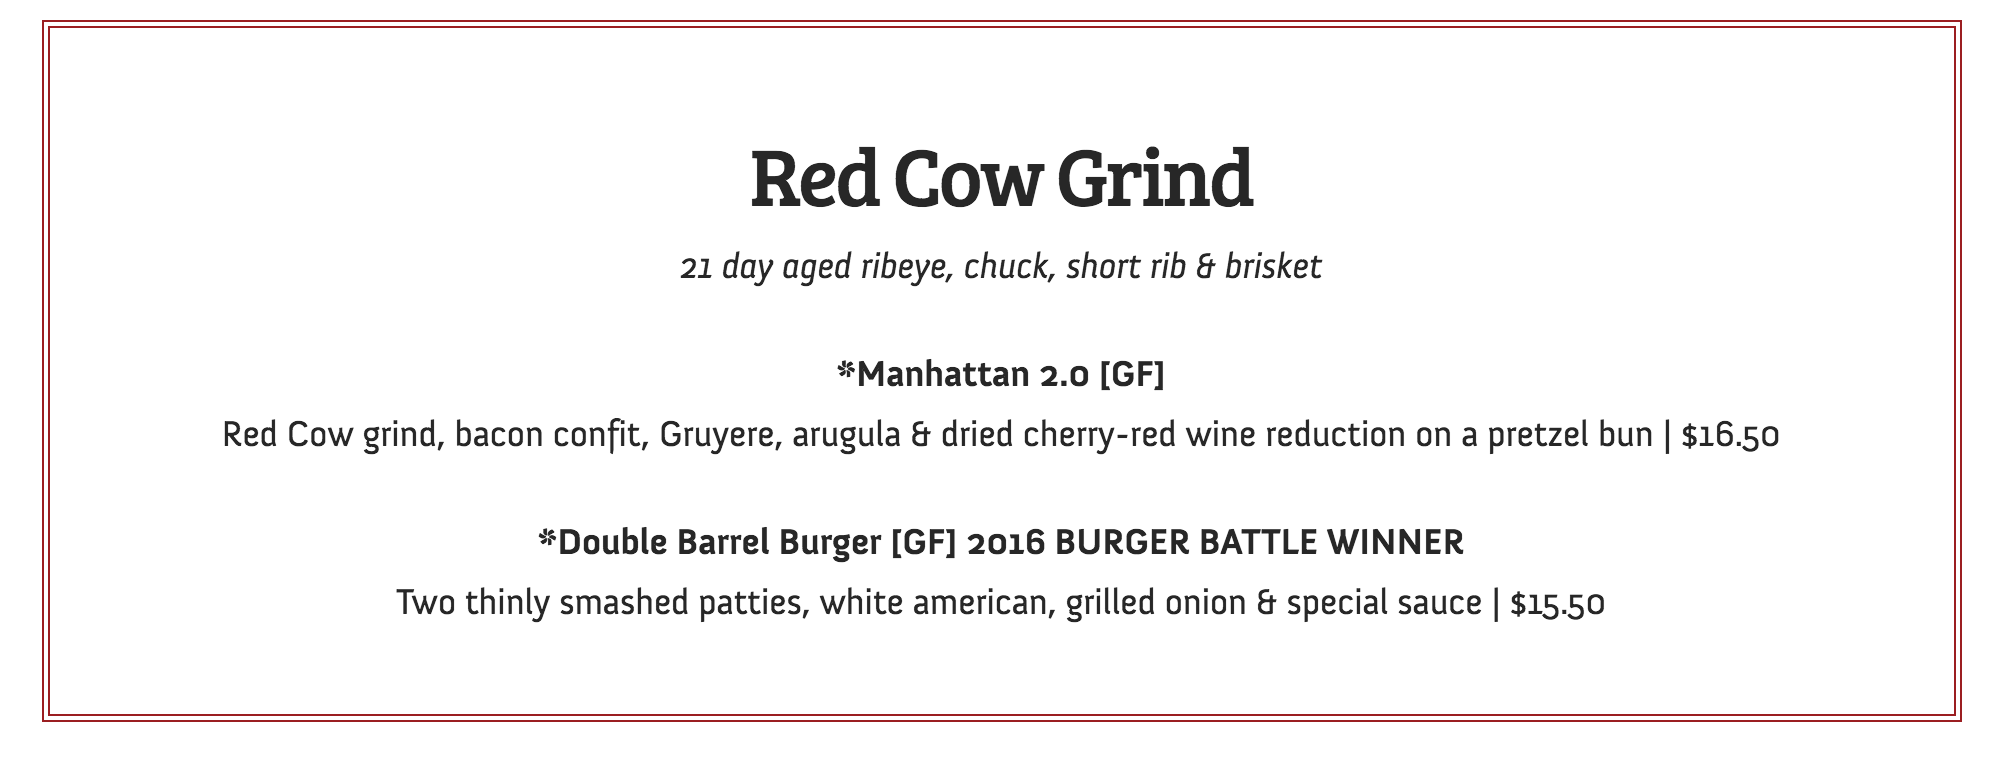 Red Cow Grind
21 day aged ribeye, chuck, short rib & brisket
*Manhattan 2.0 [GF]
Red Cow grind, bacon confit, Gruyere, arugula & dried cherry-red wine reduction on a pretzel bun | $16.50
*Double Barrel Burger [GF] 2016 BURGER BATTLE WINNER
Two thinly smashed patties, white american, grilled onion & special sauce | $15.50